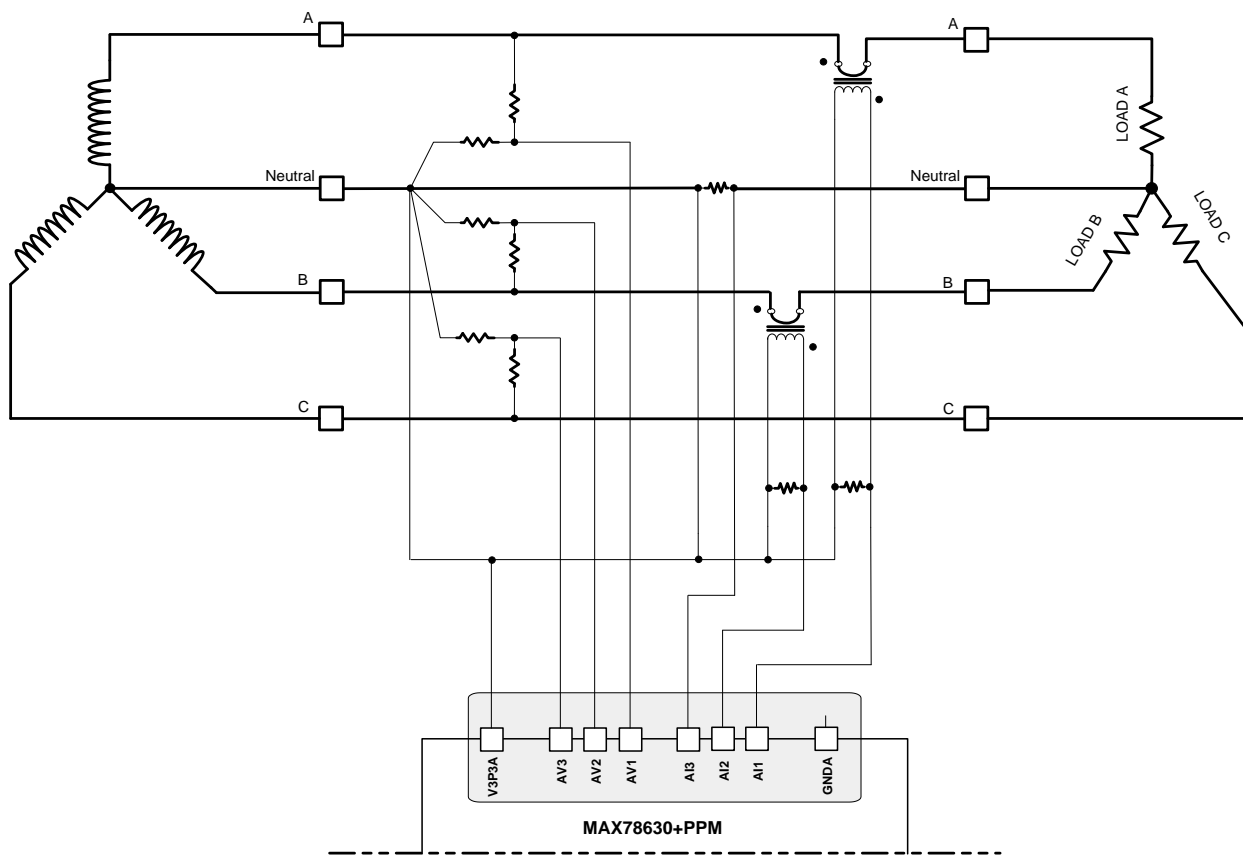 A
A
LOAD A
Neutral
Neutral
LOAD B
LOAD C
B
B
C
C
V3P3A
AV3
AV2
AV1
AI3
AI2
AI1
GNDA
MAX78630+PPM